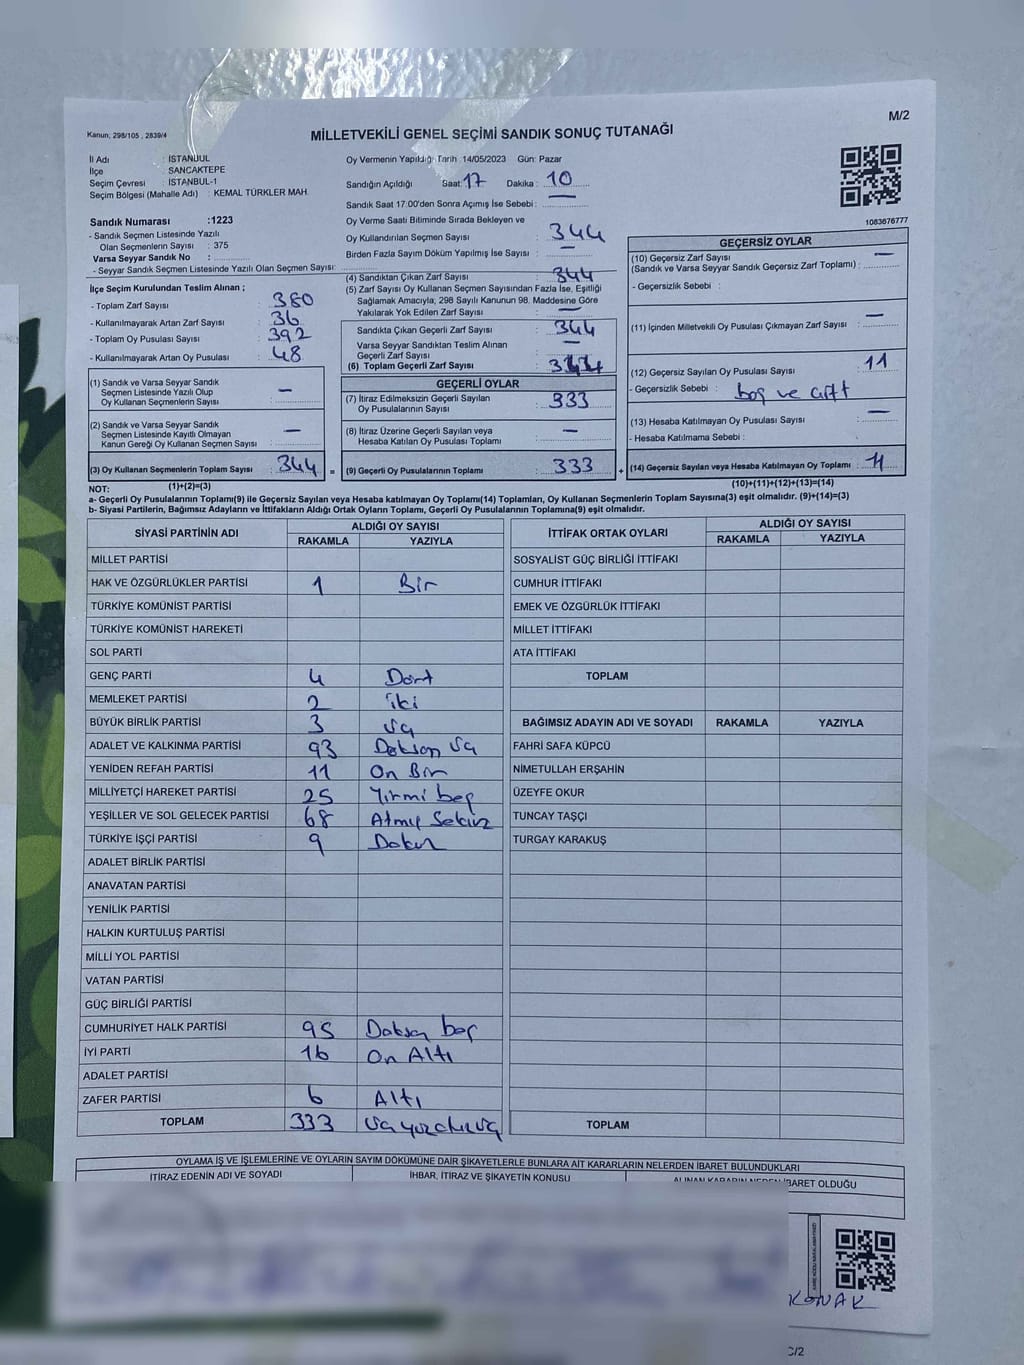 M/2
Kanun, 298/105 , 2839/4
MİLLETVEKİLİ GENEL SEÇİMİ SANDIK SONUÇ TUTANAĞI
İl Adı : İSTANBUL
İlçe : SANCAKTEPE
Seçim Çevresi : İSTANBUL-1
Seçim Bölgesi (Mahalle Adı) : KEMAL TÜRKLER MAH.
Oy Vermenin Yapıldığı Tarih :14/05/2023 Gün: Pazar
Sandığın Açıldığı Saat: 17 Dakika : 10
Sandık Saat 17:00'den Sonra Açımış İse Sebebi : —
Sandık Numarası :1223
- Sandık Seçmen Listesinde Yazılı
Olan Seçmenlerin Sayısı : 375
Varsa Seyyar Sandık No :
- Seyyar Sandık Seçmen Listesinde Yazılı Olan Seçmen Sayısı:
Oy Verme Saati Bitiminde Sırada Bekleyen ve
Oy Kullandırılan Seçmen Sayısı : 344
Birden Fazla Sayım Döküm Yapılmış İse Sayısı : —
1083676777
İlçe Seçim Kurulundan Teslim Alınan ;
- Toplam Zarf Sayısı : 380
- Kullanılmayarak Artan Zarf Sayısı : 36
- Toplam Oy Pusulası Sayısı : 392
- Kullanılmayarak Artan Oy Pusulası : 48
(4) Sandıktan Çıkan Zarf Sayısı : 344
(5) Zarf Sayısı Oy Kullanan Seçmen Sayısından Fazla İse, Eşitliği
Sağlamak Amacıyla, 298 Sayılı Kanunun 98. Maddesine Göre
Yakılarak Yok Edilen Zarf Sayısı : —
Sandıkta Çıkan Geçerli Zarf Sayısı : 344
Varsa Seyyar Sandıktan Teslim Alınan
Geçerli Zarf Sayısı : —
(6) Toplam Geçerli Zarf Sayısı : 344
GEÇERSİZ OYLAR
(10) Geçersiz Zarf Sayısı
(Sandık ve Varsa Seyyar Sandık Geçersiz Zarf Toplamı) : —
- Geçersizlik Sebebi :
(11) İçinden Milletvekili Oy Pusulası Çıkmayan Zarf Sayısı : —
(12) Geçersiz Sayılan Oy Pusulası Sayısı : 11
- Geçersizlik Sebebi : boş ve çift
(13) Hesaba Katılmayan Oy Pusulası Sayısı : —
- Hesaba Katılmama Sebebi :
(14) Geçersiz Sayılan veya Hesaba Katılmayan Oy Toplamı : 11
(10)+(11)+(12)+(13)=(14)
(1) Sandık ve Varsa Seyyar Sandık
Seçmen Listesinde Yazılı Olup
Oy Kullanan Seçmenlerin Sayısı : —
(2) Sandık ve Varsa Seyyar Sandık
Seçmen Listesinde Kayıtlı Olmayan
Kanun Gereği Oy Kullanan Seçmen Sayısı : —
(3) Oy Kullanan Seçmenlerin Toplam Sayısı : 344 =
GEÇERLİ OYLAR
(7) İtiraz Edilmeksizin Geçerli Sayılan
Oy Pusulalarının Sayısı : 333
(8) İtiraz Üzerine Geçerli Sayılan veya
Hesaba Katılan Oy Pusulası Toplamı : —
(9) Geçerli Oy Pusulalarının Toplamı : 333 +
NOT: (1)+(2)=(3)
a- Geçerli Oy Pusulalarının Toplamı(9) ile Geçersiz Sayılan veya Hesaba katılmayan Oy Toplamı(14) Toplamları, Oy Kullanan Seçmenlerin Toplam Sayısına(3) eşit olmalıdır. (9)+(14)=(3)
b- Siyasi Partilerin, Bağımsız Adayların ve İttifakların Aldığı Ortak Oyların Toplamı, Geçerli Oy Pusulalarının Toplamına(9) eşit olmalıdır.
SİYASİ PARTİNİN ADI ALDIĞI OY SAYISI
RAKAMLA YAZIYLA
MİLLET PARTİSİ
HAK VE ÖZGÜRLÜKLER PARTİSİ 1 Bir
TÜRKİYE KOMÜNİST PARTİSİ
TÜRKİYE KOMÜNİST HAREKETİ
SOL PARTİ
GENÇ PARTİ 4 Dört
MEMLEKET PARTİSİ 2 iki
BÜYÜK BİRLİK PARTİSİ 3 üç
ADALET VE KALKINMA PARTİSİ 93 Doksan üç
YENİDEN REFAH PARTİSİ 11 On Bir
MİLLİYETÇİ HAREKET PARTİSİ 25 Yirmi beş
YEŞİLLER VE SOL GELECEK PARTİSİ 68 Atmış Sekiz
TÜRKİYE İŞÇİ PARTİSİ 9 Dokuz
ADALET BİRLİK PARTİSİ
ANAVATAN PARTİSİ
YENİLİK PARTİSİ
HALKIN KURTULUŞ PARTİSİ
MİLLİ YOL PARTİSİ
VATAN PARTİSİ
GÜÇ BİRLİĞİ PARTİSİ
CUMHURİYET HALK PARTİSİ 95 Doksan beş
İYİ PARTİ 16 On Altı
ADALET PARTİSİ
ZAFER PARTİSİ 6 Altı
TOPLAM 333 üçyüzotuzüç
İTTİFAK ORTAK OYLARI ALDIĞI OY SAYISI
RAKAMLA YAZIYLA
SOSYALİST GÜÇ BİRLİĞİ İTTİFAKI
CUMHUR İTTİFAKI
EMEK VE ÖZGÜRLÜK İTTİFAKI
MİLLET İTTİFAKI
ATA İTTİFAKI
TOPLAM
BAĞIMSIZ ADAYIN ADI VE SOYADI RAKAMLA YAZIYLA
FAHRİ SAFA KÜPCÜ
NİMETULLAH ERŞAHİN
ÜZEYFE OKUR
TUNCAY TAŞÇI
TURGAY KARAKUŞ
TOPLAM
OYLAMA İŞ VE İŞLEMLERİNE VE OYLARIN SAYIM DÖKÜMÜNE DAİR ŞİKAYETLERLE BUNLARA AİT KARARLARIN NELERDEN İBARET BULUNDUKLARI
İTİRAZ EDENİN ADI VE SOYADI İHBAR, İTİRAZ VE ŞİKAYETİN KONUSU ALINAN KARARIN NEDEN İBARET OLDUĞU
KONAK
C/2